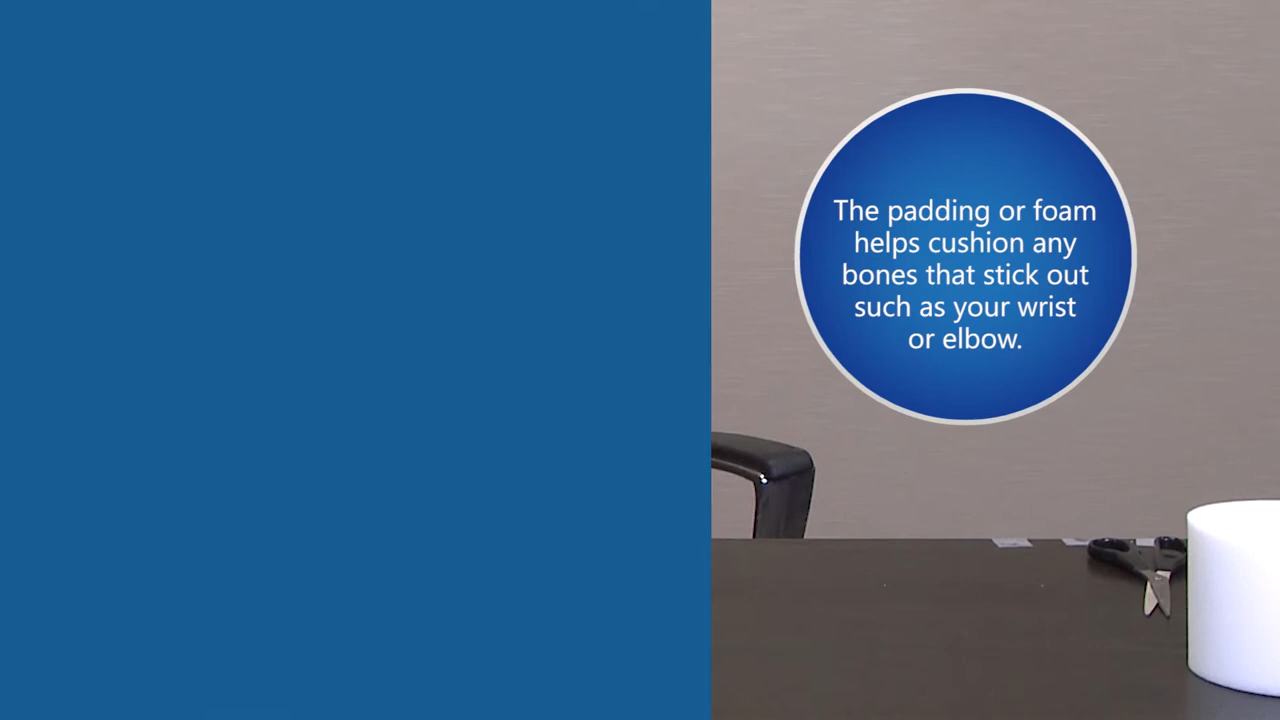 The padding or foam
helps cushion any
bones that stick out
such as your wrist
or elbow.